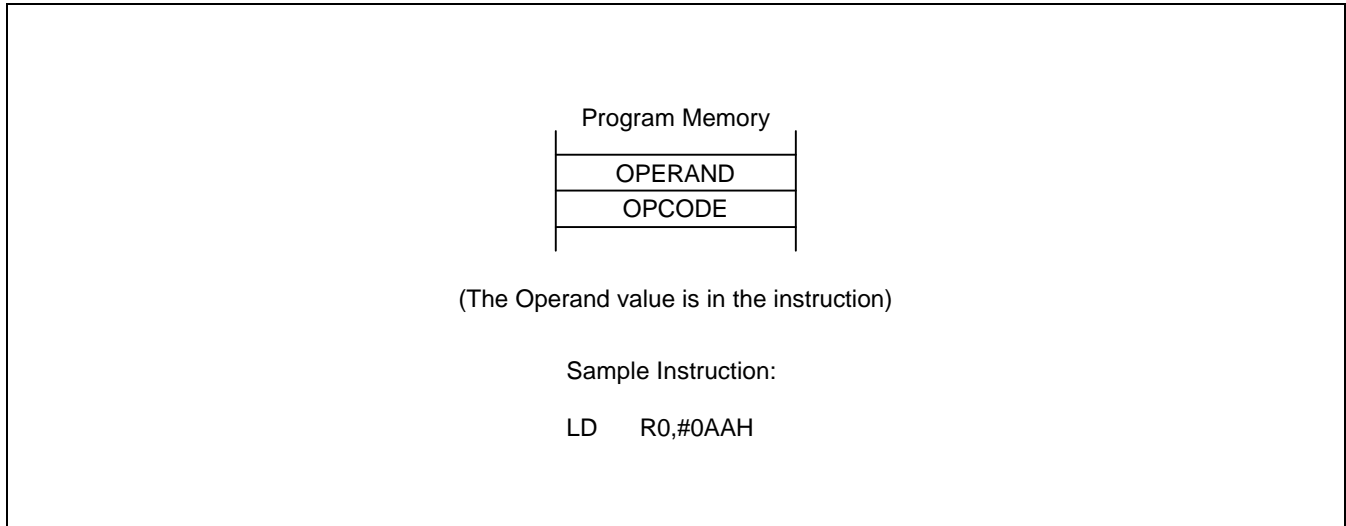 Program Memory
OPERAND
OPCODE
(The Operand value is in the instruction)
Sample Instruction:
LD R0,#0AAH